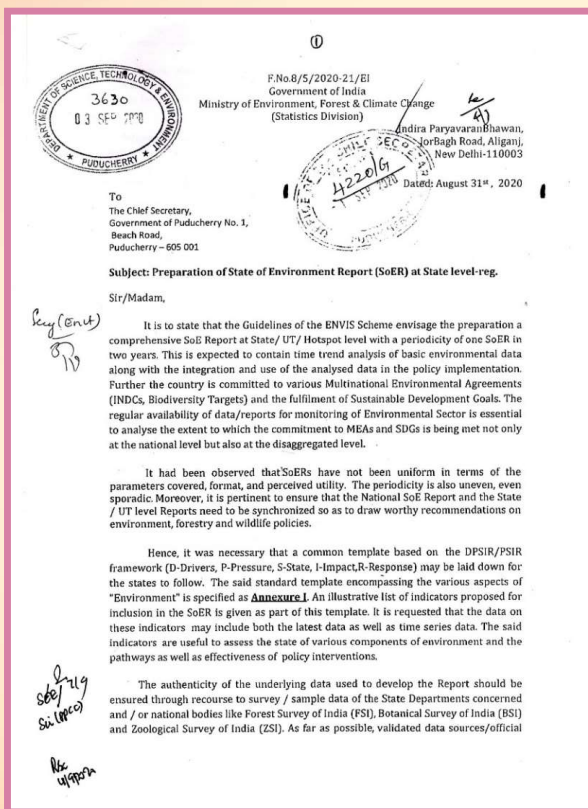 1
F.No.8/5/2020-21/EI
Government of India
Ministry of Environment, Forest & Climate Change
(Statistics Division)
DEPARTMENT OF SCIENCE, TECHNOLOGY & ENVIRONMENT
3630
03 SEP 2020
* PUDUCHERRY *
Indira ParyavaranBhawan,
JorBagh Road, Aliganj,
New Delhi-110003
4220/G
SEP 2020
Dated: August 31st, 2020
To
The Chief Secretary,
Government of Puducherry No. 1,
Beach Road,
Puducherry – 605 001
Subject: Preparation of State of Environment Report (SoER) at State level-reg.
Sir/Madam,
Secy (Envt)
It is to state that the Guidelines of the ENVIS Scheme envisage the preparation a
comprehensive SoE Report at State/ UT/ Hotspot level with a periodicity of one SoER in
two years. This is expected to contain time trend analysis of basic environmental data
along with the integration and use of the analysed data in the policy implementation.
Further the country is committed to various Multinational Environmental Agreements
(INDCs, Biodiversity Targets) and the fulfilment of Sustainable Development Goals. The
regular availability of data/reports for monitoring of Environmental Sector is essential
to analyse the extent to which the commitment to MEAs and SDGs is being met not only
at the national level but also at the disaggregated level.
It had been observed that SoERs have not been uniform in terms of the
parameters covered, format, and perceived utility. The periodicity is also uneven, even
sporadic. Moreover, it is pertinent to ensure that the National SoE Report and the State
/ UT level Reports need to be synchronized so as to draw worthy recommendations on
environment, forestry and wildlife policies.
Hence, it was necessary that a common template based on the DPSIR/PSIR
framework (D-Drivers, P-Pressure, S-State, I-Impact,R-Response) may be laid down for
the states to follow. The said standard template encompassing the various aspects of
"Environment" is specified as Annexure I. An illustrative list of indicators proposed for
inclusion in the SoER is given as part of this template. It is requested that the data on
these indicators may include both the latest data as well as time series data. The said
indicators are useful to assess the state of various components of environment and the
pathways as well as effectiveness of policy interventions.
The authenticity of the underlying data used to develop the Report should be
ensured through recourse to survey / sample data of the State Departments concerned
and / or national bodies like Forest Survey of India (FSI), Botanical Survey of India (BSI)
and Zoological Survey of India (ZSI). As far as possible, validated data sources/official